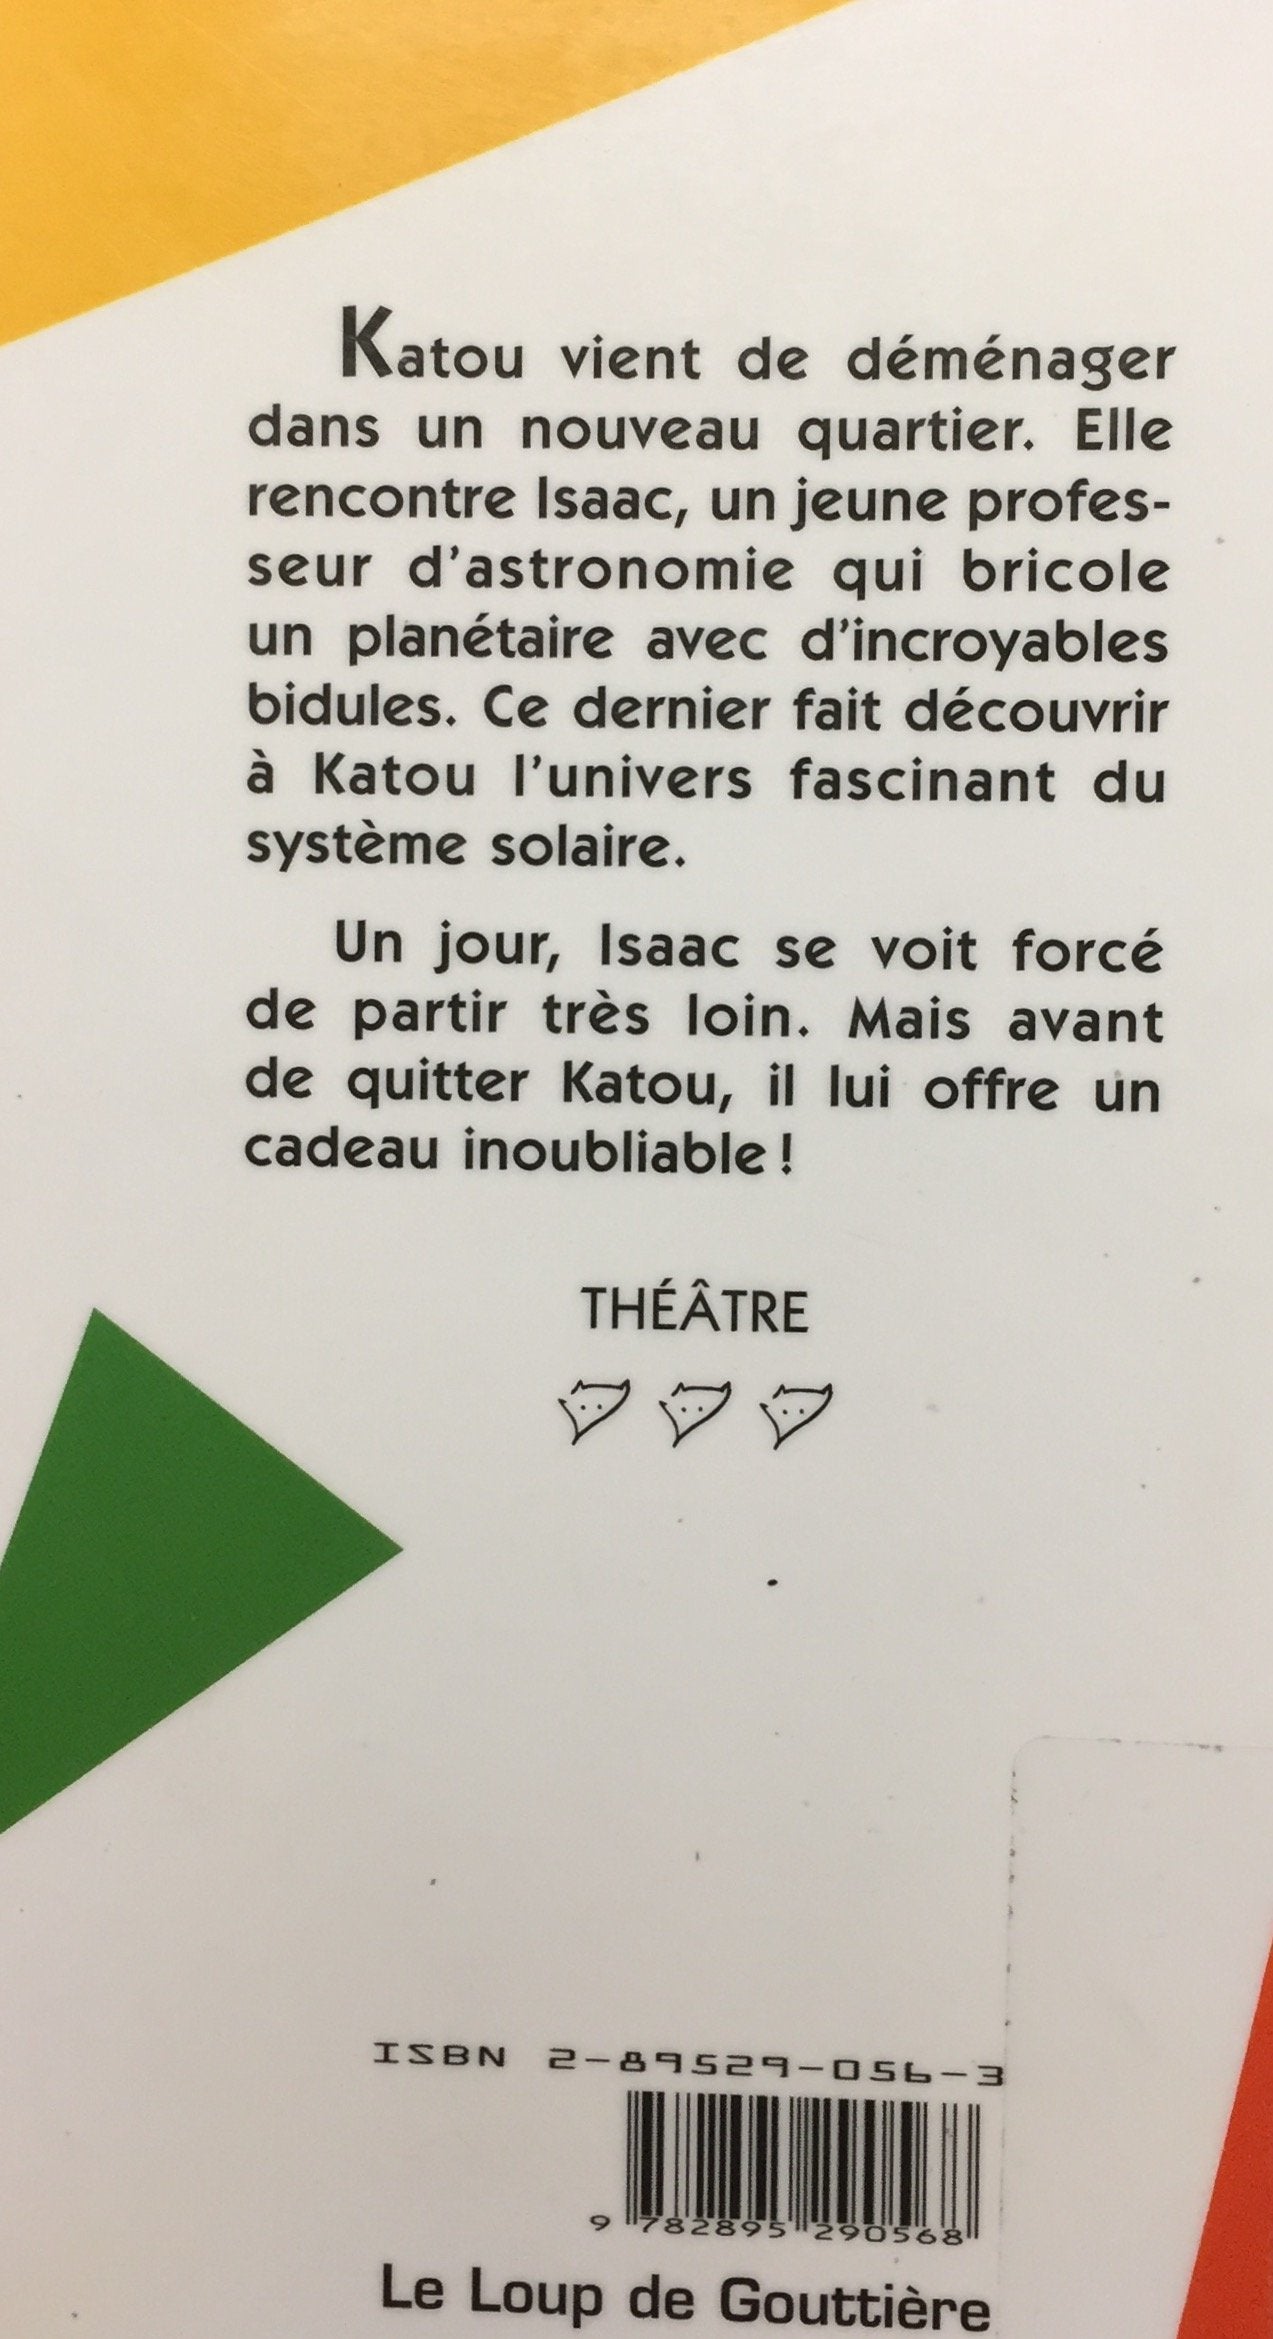 Katou vient de déménager
dans un nouveau quartier. Elle
rencontre Isaac, un jeune profes-
seur d'astronomie qui bricole
un planétaire avec d'incroyables
bidules. Ce dernier fait découvrir
à Katou l'univers fascinant du
système solaire.
Un jour, Isaac se voit forcé
de partir très loin. Mais avant
de quitter Katou, il lui offre un
cadeau inoubliable !
THÉÂTRE
ISBN 2-89529-056-3
9 782895 290568
Le Loup de Gouttière